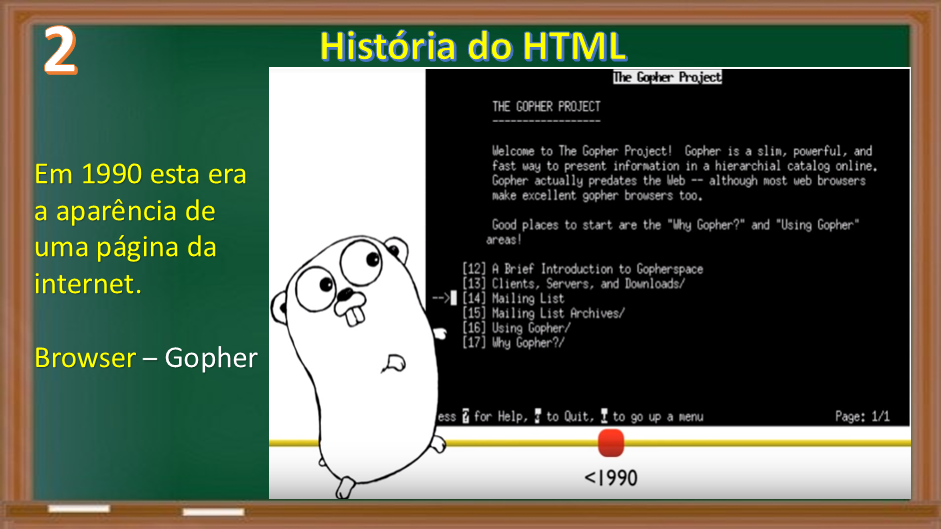 2
História do HTML
Em 1990 esta era
a aparência de
uma página da
internet.
Browser – Gopher
The Gopher Project
THE GOPHER PROJECT
------------------
Welcome to The Gopher Project! Gopher is a slim, powerful, and
fast way to present information in a hierarchial catalog online.
Gopher actually predates the Web -- although most web browsers
make excellent gopher browsers too.
Good places to start are the "Why Gopher?" and "Using Gopher"
areas!
[12] A Brief Introduction to Gopherspace
[13] Clients, Servers, and Downloads/
-->[14] Mailing List
[15] Mailing List Archives/
[16] Using Gopher/
[17] Why Gopher?/
ess ? for Help, to Quit, to go up a menu Page: 1/1
<1990